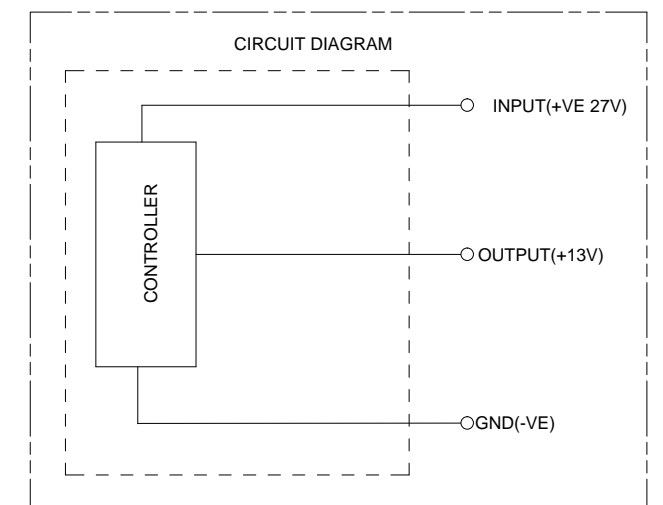 CIRCUIT DIAGRAM
INPUT(+VE 27V)
CONTROLLER
OUTPUT(+13V)
GND(-VE)